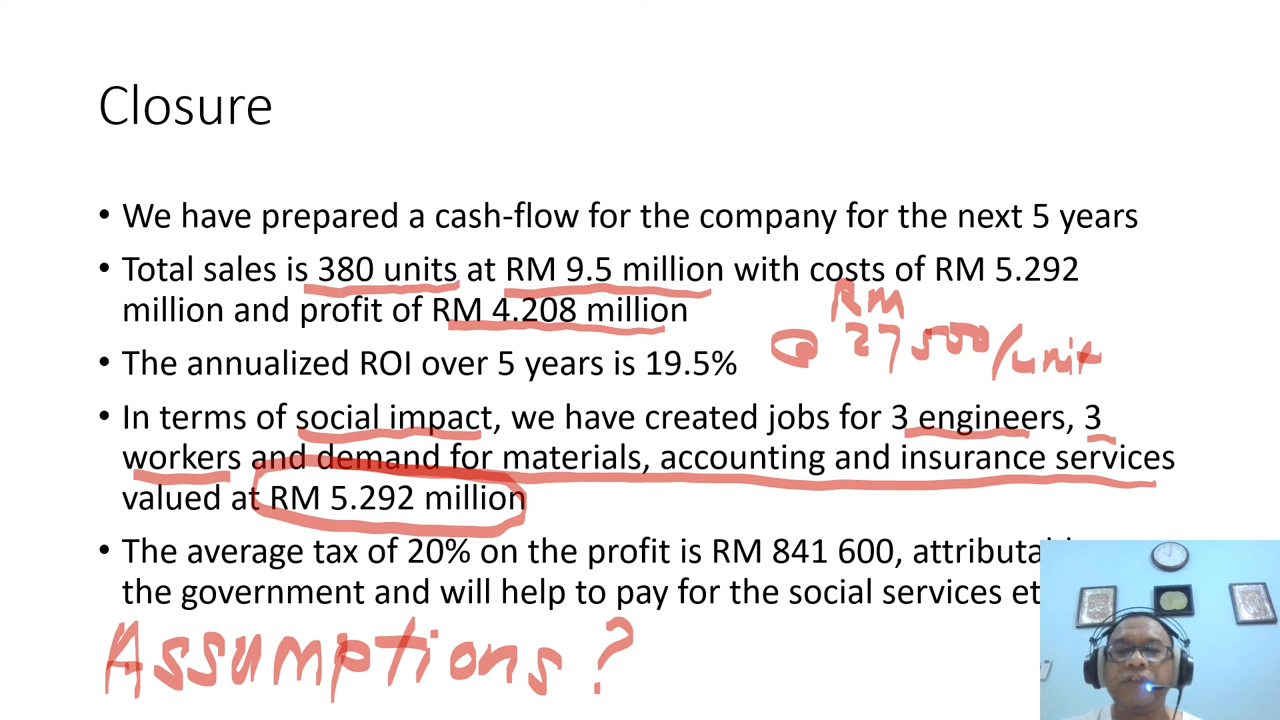 Closure
• We have prepared a cash-flow for the company for the next 5 years
• Total sales is 380 units at RM 9.5 million with costs of RM 5.292
million and profit of RM 4.208 million
RM
@ 27 500/unit
• The annualized ROI over 5 years is 19.5%
• In terms of social impact, we have created jobs for 3 engineers, 3
workers and demand for materials, accounting and insurance services
valued at RM 5.292 million
• The average tax of 20% on the profit is RM 841 600,
the government and will help to pay for the social services
Assumptions ?